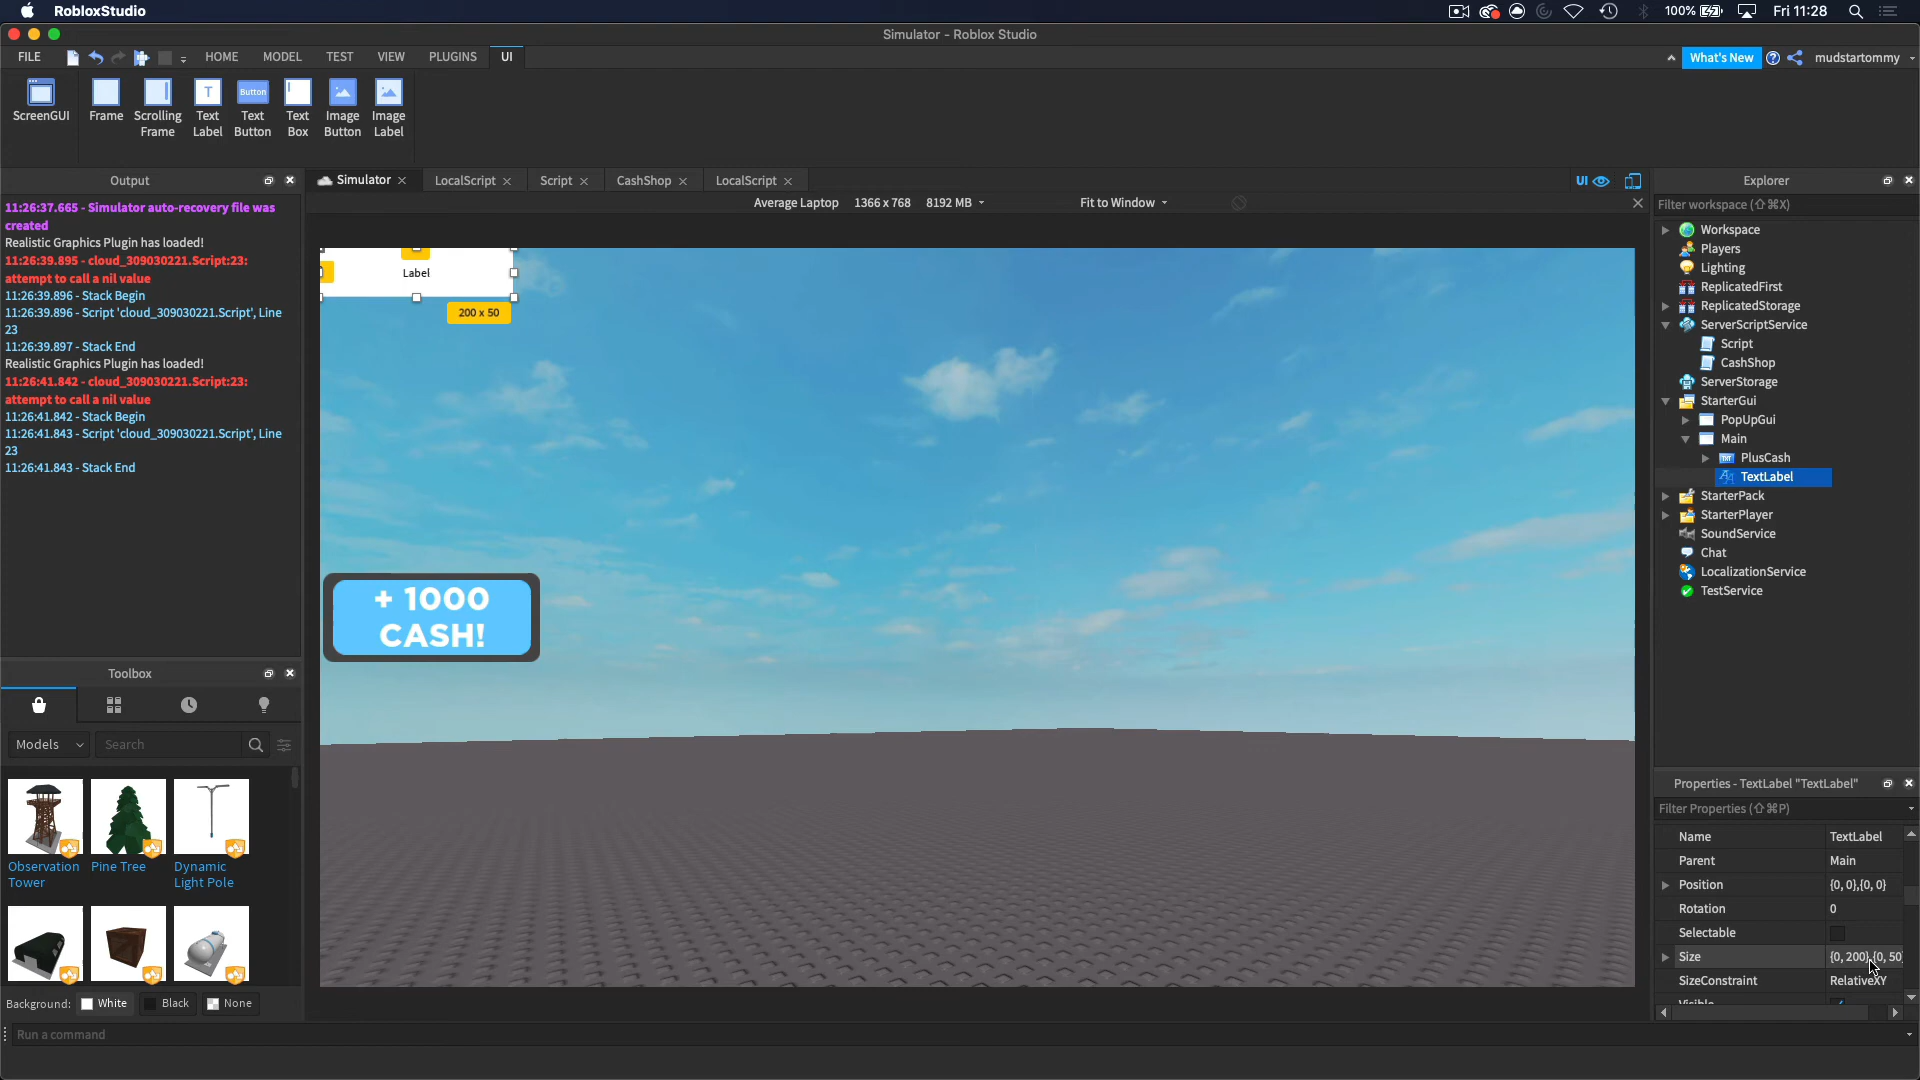 RobloxStudio
100%
Fri 11:28
Simulator - Roblox Studio
FILE
HOME
MODEL
TEST
VIEW
PLUGINS
UI
What's New
mudstartommy
ScreenGUI
Frame
Scrolling
Frame
T
Text
Label
Button
Text
Button
Text
Box
Image
Button
Image
Label
Output
Simulator
LocalScript
Script
CashShop
LocalScript
UI
Explorer
Average Laptop
1366 x 768
8192 MB
Fit to Window
Filter workspace (⇧⌘X)
11:26:37.665 - Simulator auto-recovery file was
created
Realistic Graphics Plugin has loaded!
11:26:39.895 - cloud_309030221.Script:23:
attempt to call a nil value
11:26:39.896 - Stack Begin
11:26:39.896 - Script 'cloud_309030221.Script', Line
23
11:26:39.897 - Stack End
Realistic Graphics Plugin has loaded!
11:26:41.842 - cloud_309030221.Script:23:
attempt to call a nil value
11:26:41.842 - Stack Begin
11:26:41.843 - Script 'cloud_309030221.Script', Line
23
11:26:41.843 - Stack End
Label
200 x 50
+ 1000
CASH!
Workspace
Players
Lighting
ReplicatedFirst
ReplicatedStorage
ServerScriptService
Script
CashShop
ServerStorage
StarterGui
PopUpGui
Main
PlusCash
TextLabel
StarterPack
StarterPlayer
SoundService
Chat
LocalizationService
TestService
Toolbox
Models
Search
Observation
Tower
Pine Tree
Dynamic
Light Pole
Background:
White
Black
None
Run a command
Properties - TextLabel "TextLabel"
Filter Properties (⇧⌘P)
Name
TextLabel
Parent
Main
Position
{0, 0},{0, 0}
Rotation
0
Selectable
Size
{0, 200},{0, 50
SizeConstraint
RelativeXY